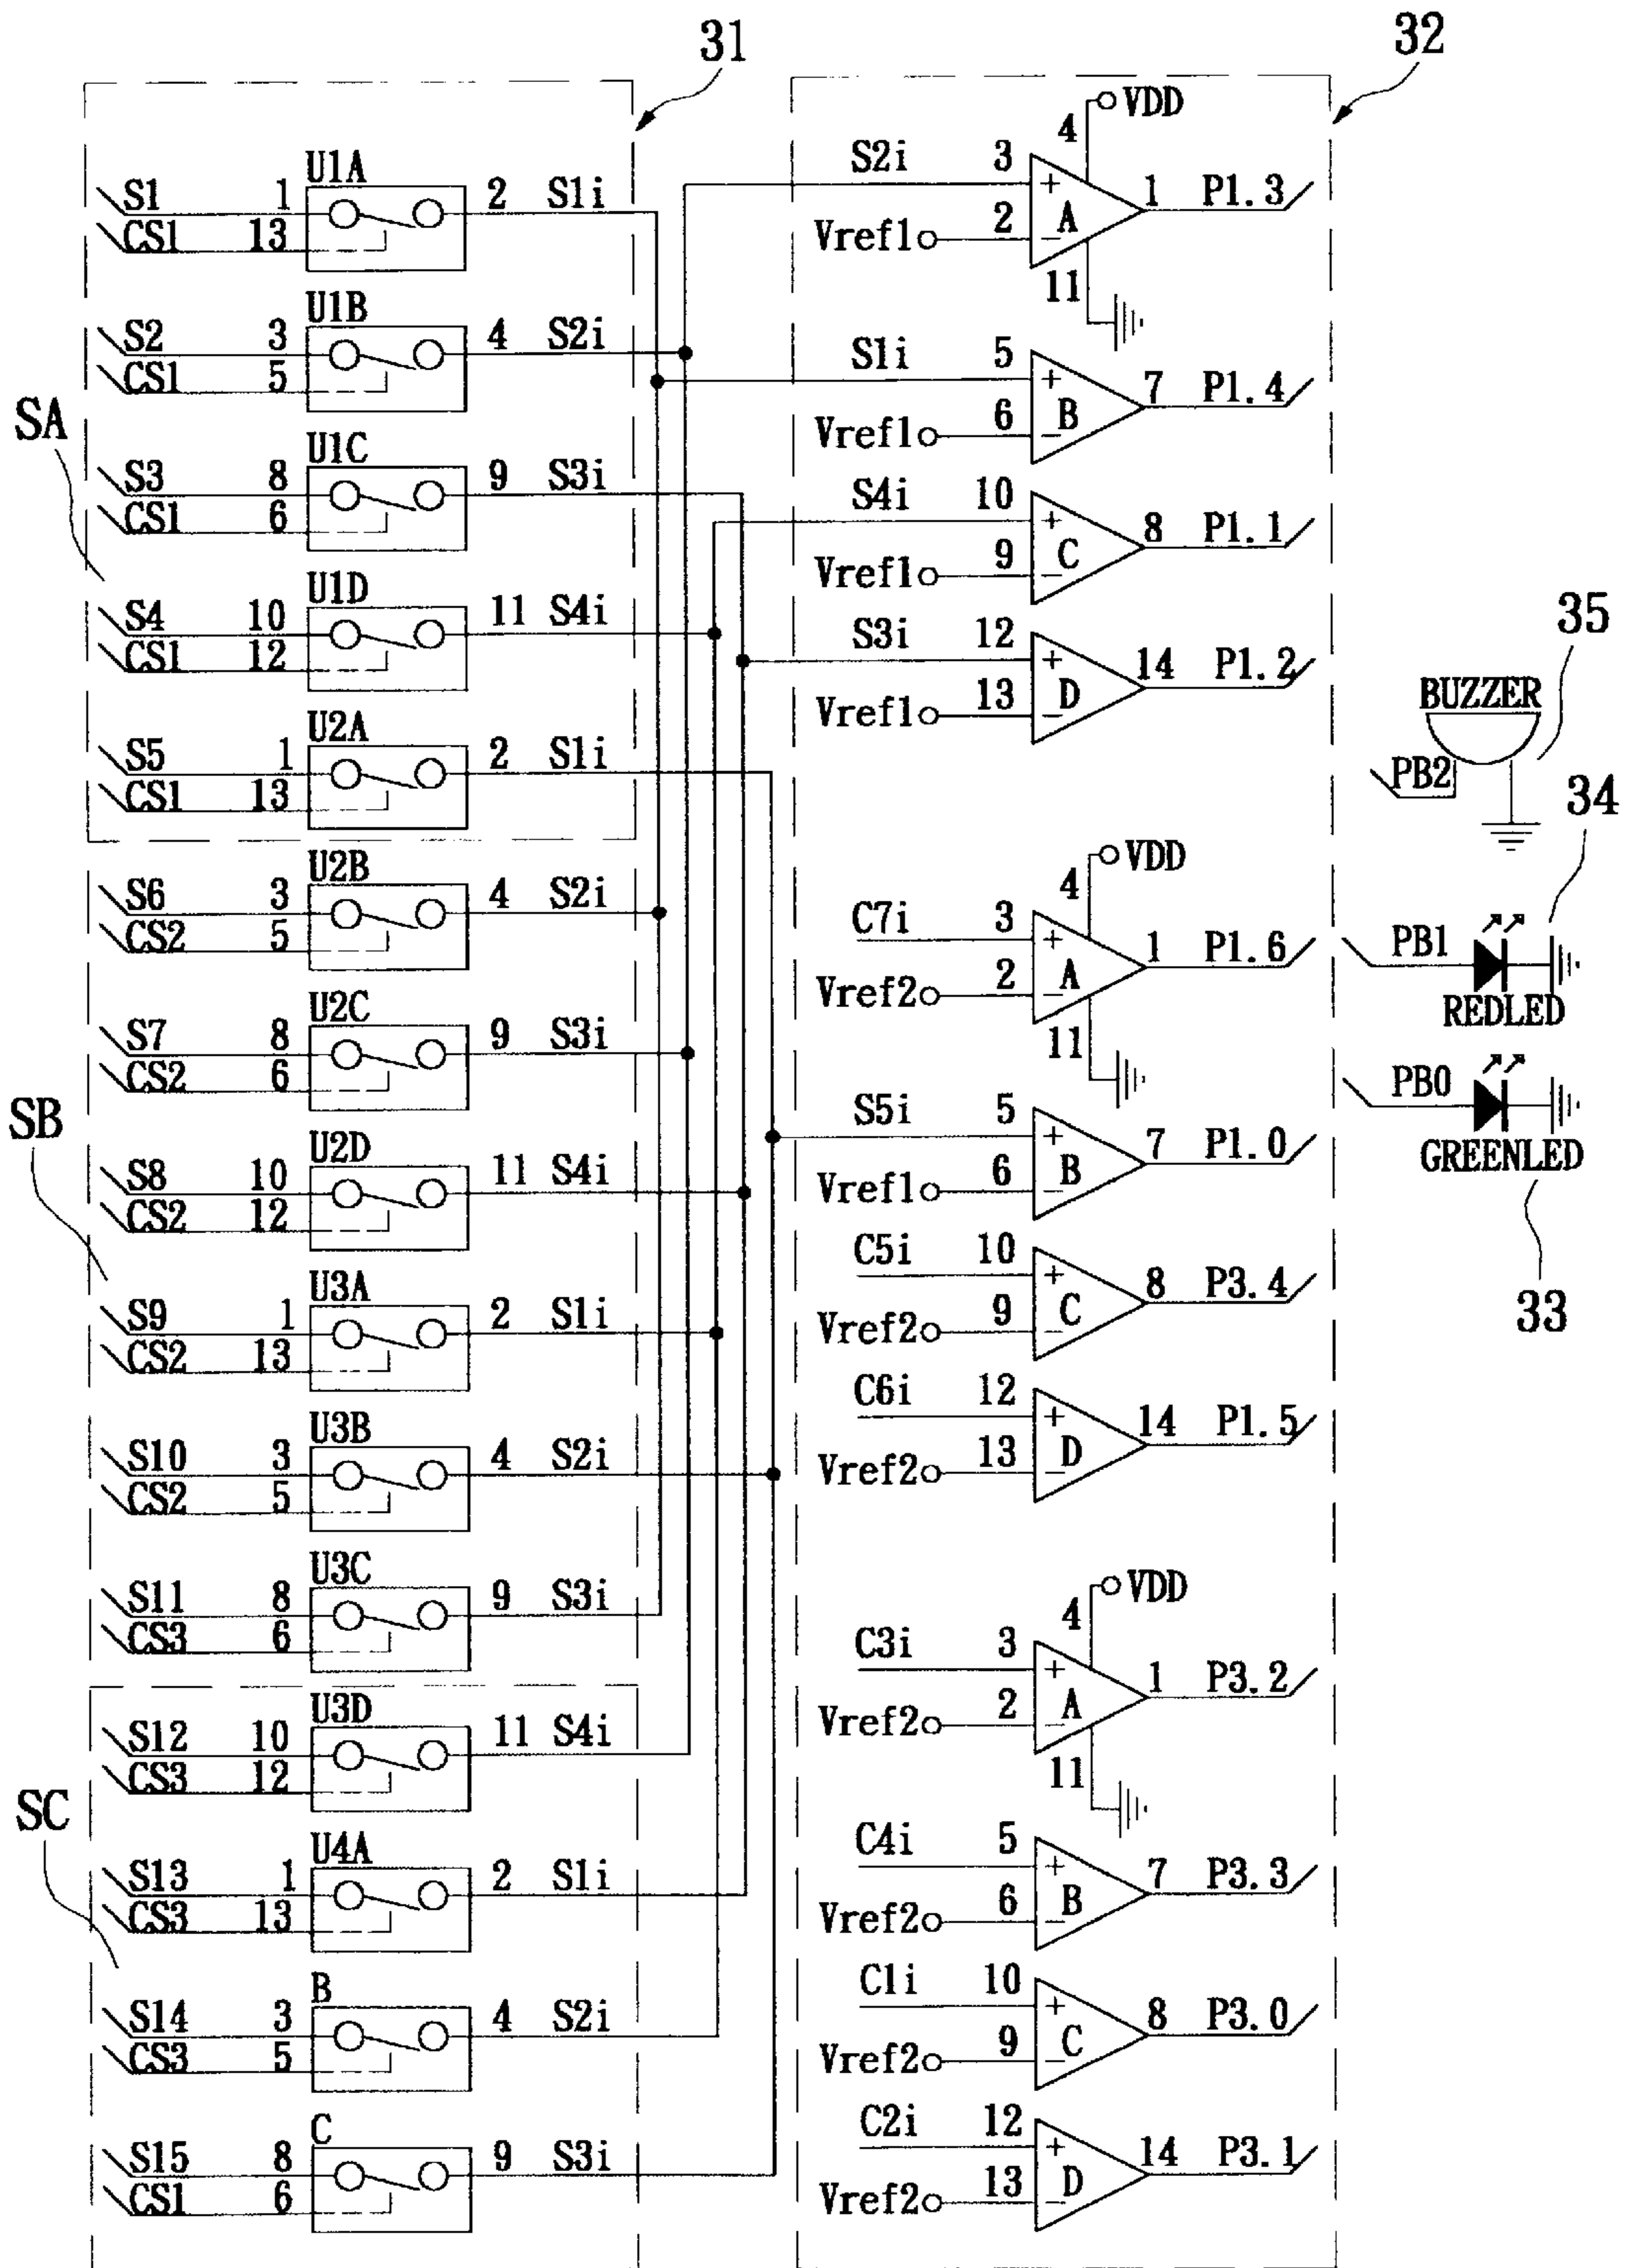 31
32
U1A
S1 1 2 S1i
CS1 13
U1B
S2 3 4 S2i
CS1 5
SA
U1C
S3 8 9 S3i
CS1 6
U1D
S4 10 11 S4i
CS1 12
U2A
S5 1 2 S1i
CS1 13
U2B
S6 3 4 S2i
CS2 5
U2C
S7 8 9 S3i
CS2 6
SB
U2D
S8 10 11 S4i
CS2 12
U3A
S9 1 2 S1i
CS2 13
U3B
S10 3 4 S2i
CS2 5
U3C
S11 8 9 S3i
CS3 6
U3D
S12 10 11 S4i
CS3 12
SC
U4A
S13 1 2 S1i
CS3 13
B
S14 3 4 S2i
CS3 5
C
S15 8 9 S3i
CS1 6
4 VDD
S2i 3 + A 1 P1.3
Vref1 2 −
11
S1i 5 + B 7 P1.4
Vref1 6 −
S4i 10 + C 8 P1.1
Vref1 9 −
S3i 12 + D 14 P1.2
Vref1 13 −
4 VDD
C7i 3 + A 1 P1.6
Vref2 2 −
11
S5i 5 + B 7 P1.0
Vref1 6 −
C5i 10 + C 8 P3.4
Vref2 9 −
C6i 12 + D 14 P1.5
Vref2 13 −
4 VDD
C3i 3 + A 1 P3.2
Vref2 2 −
11
C4i 5 + B 7 P3.3
Vref2 6 −
C1i 10 + C 8 P3.0
Vref2 9 −
C2i 12 + D 14 P3.1
Vref2 13 −
35
BUZZER
PB2
34
PB1
REDLED
PB0
GREENLED
33